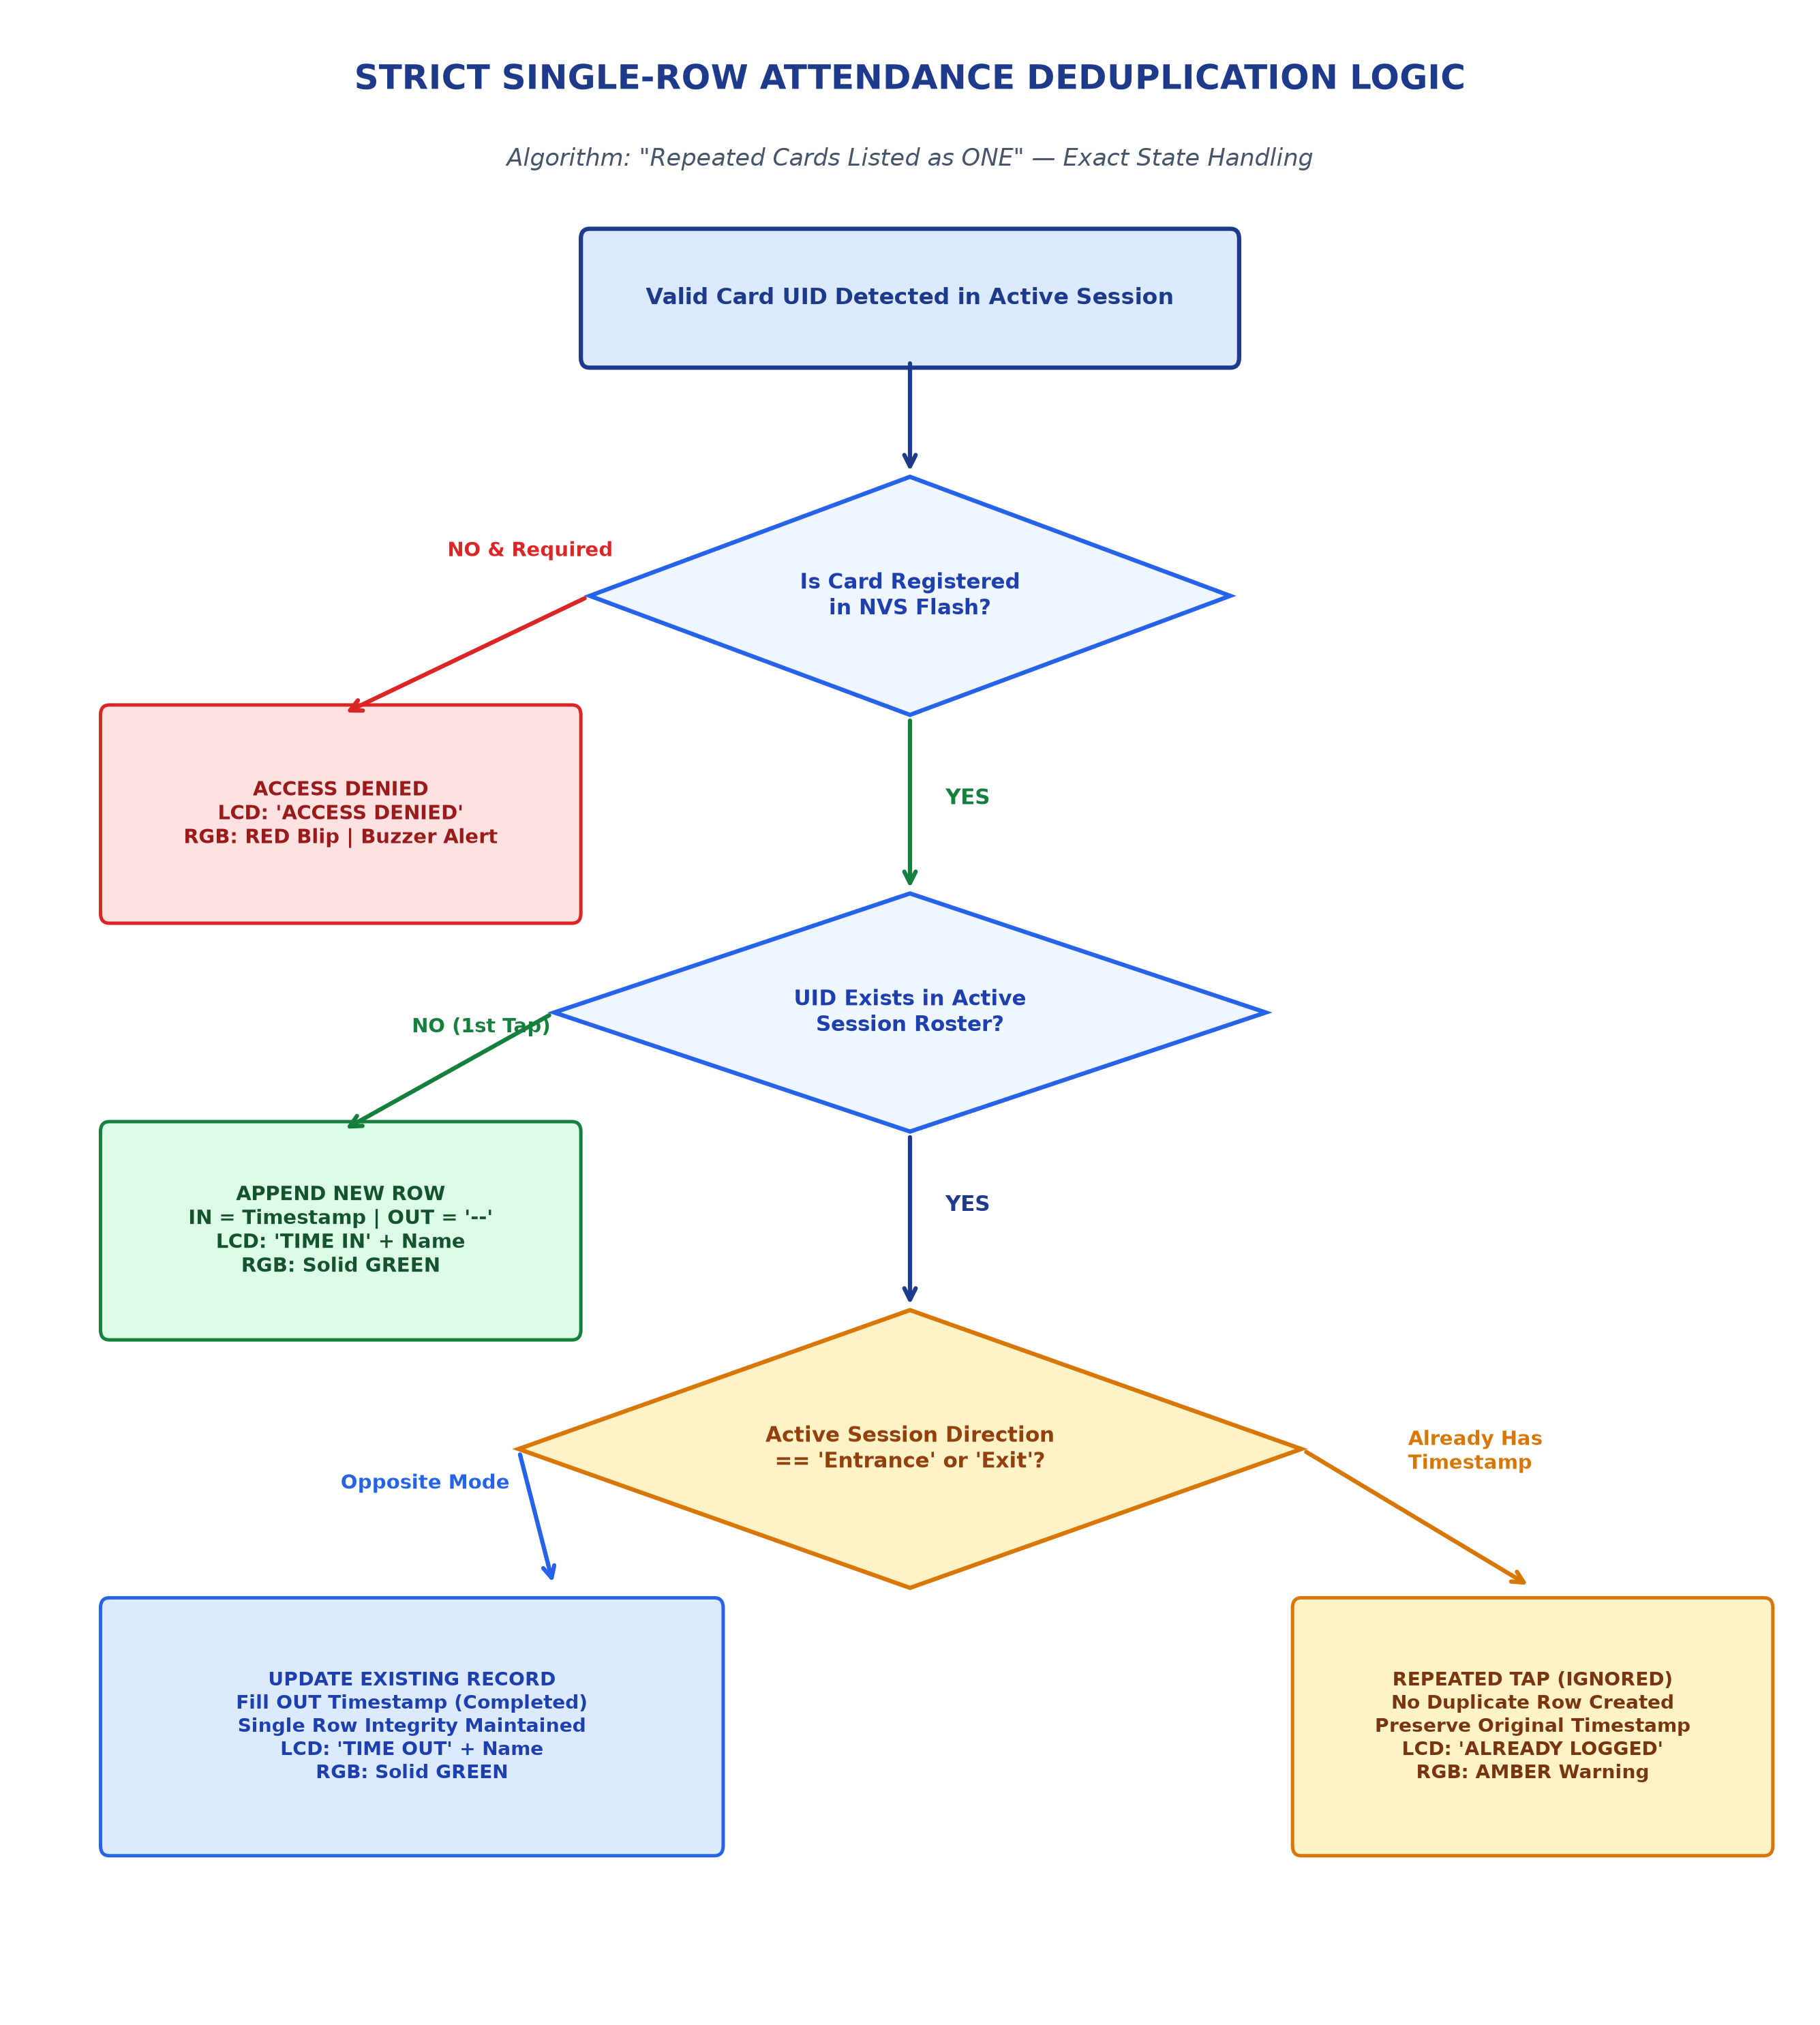 STRICT SINGLE-ROW ATTENDANCE DEDUPLICATION LOGIC
Algorithm: "Repeated Cards Listed as ONE" — Exact State Handling
Valid Card UID Detected in Active Session
NO & Required
Is Card Registered
in NVS Flash?
ACCESS DENIED
LCD: 'ACCESS DENIED'
RGB: RED Blip | Buzzer Alert
YES
UID Exists in Active
Session Roster?
NO (1st Tap)
APPEND NEW ROW
IN = Timestamp | OUT = '--'
LCD: 'TIME IN' + Name
RGB: Solid GREEN
YES
Active Session Direction
== 'Entrance' or 'Exit'?
Opposite Mode
Already Has
Timestamp
UPDATE EXISTING RECORD
Fill OUT Timestamp (Completed)
Single Row Integrity Maintained
LCD: 'TIME OUT' + Name
RGB: Solid GREEN
REPEATED TAP (IGNORED)
No Duplicate Row Created
Preserve Original Timestamp
LCD: 'ALREADY LOGGED'
RGB: AMBER Warning